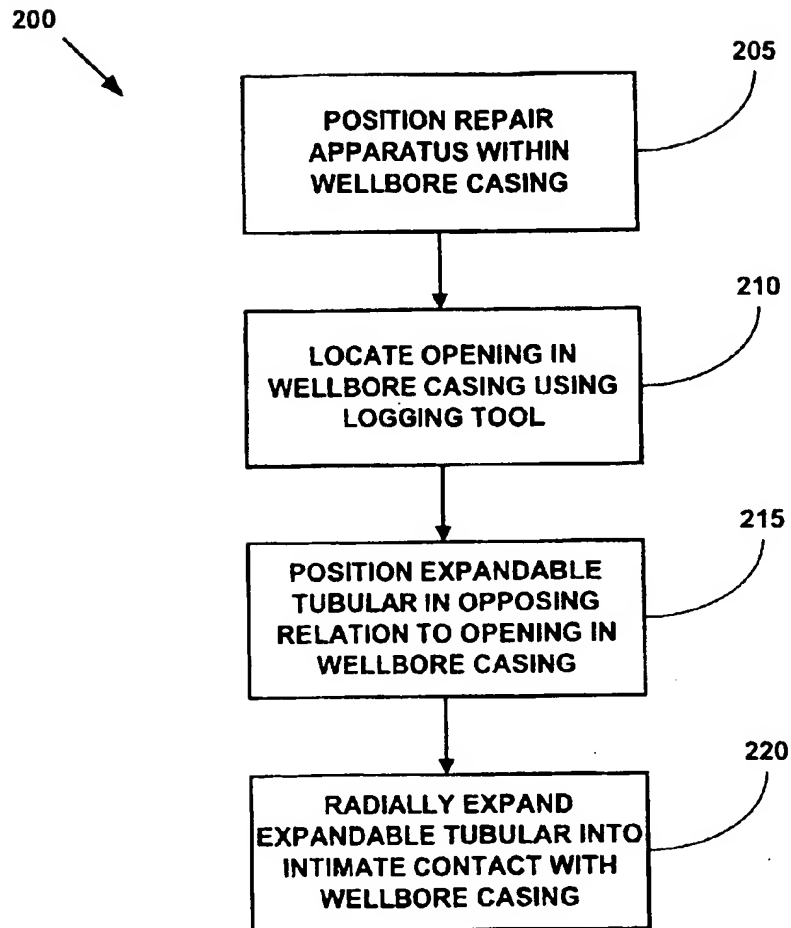 200
205
POSITION REPAIR
APPARATUS WITHIN
WELLBORE CASING
210
LOCATE OPENING IN
WELLBORE CASING USING
LOGGING TOOL
215
POSITION EXPANDABLE
TUBULAR IN OPPOSING
RELATION TO OPENING IN
WELLBORE CASING
220
RADIALLY EXPAND
EXPANDABLE TUBULAR INTO
INTIMATE CONTACT WITH
WELLBORE CASING